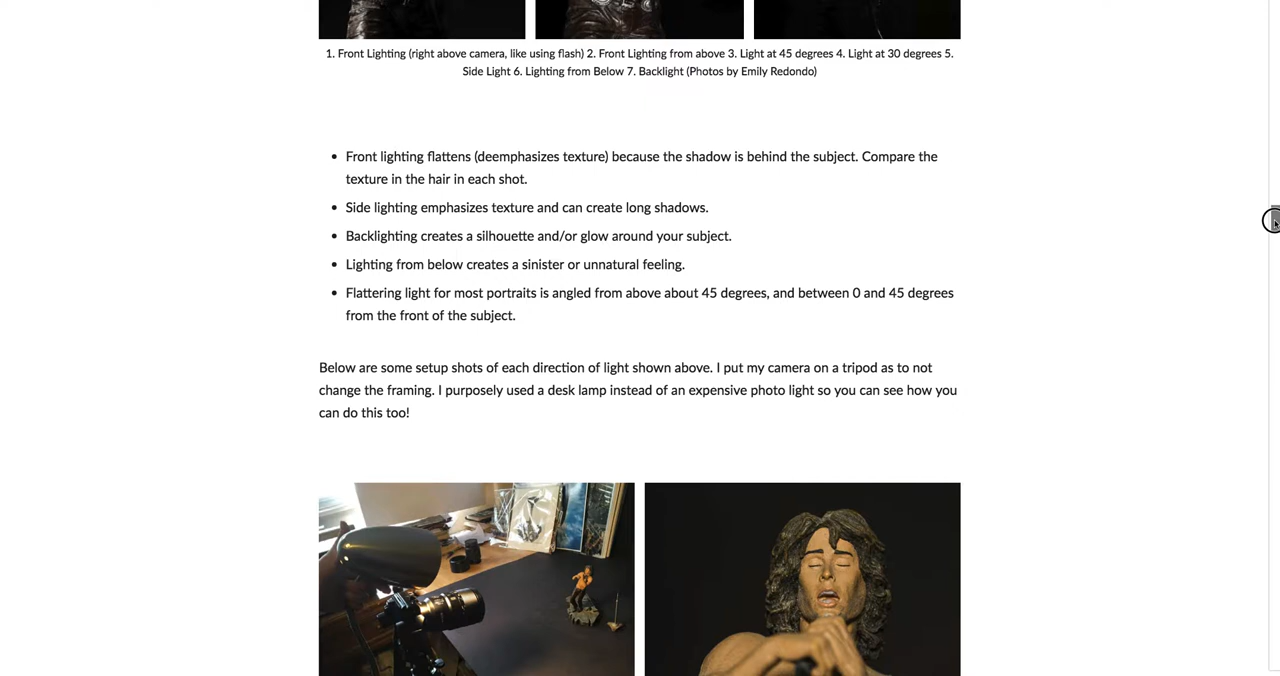 1. Front Lighting (right above camera, like using flash) 2. Front Lighting from above 3. Light at 45 degrees 4. Light at 30 degrees 5.
Side Light 6. Lighting from Below 7. Backlight (Photos by Emily Redondo)
• Front lighting flattens (deemphasizes texture) because the shadow is behind the subject. Compare the
texture in the hair in each shot.
• Side lighting emphasizes texture and can create long shadows.
• Backlighting creates a silhouette and/or glow around your subject.
• Lighting from below creates a sinister or unnatural feeling.
• Flattering light for most portraits is angled from above about 45 degrees, and between 0 and 45 degrees
from the front of the subject.
Below are some setup shots of each direction of light shown above. I put my camera on a tripod as to not
change the framing. I purposely used a desk lamp instead of an expensive photo light so you can see how you
can do this too!